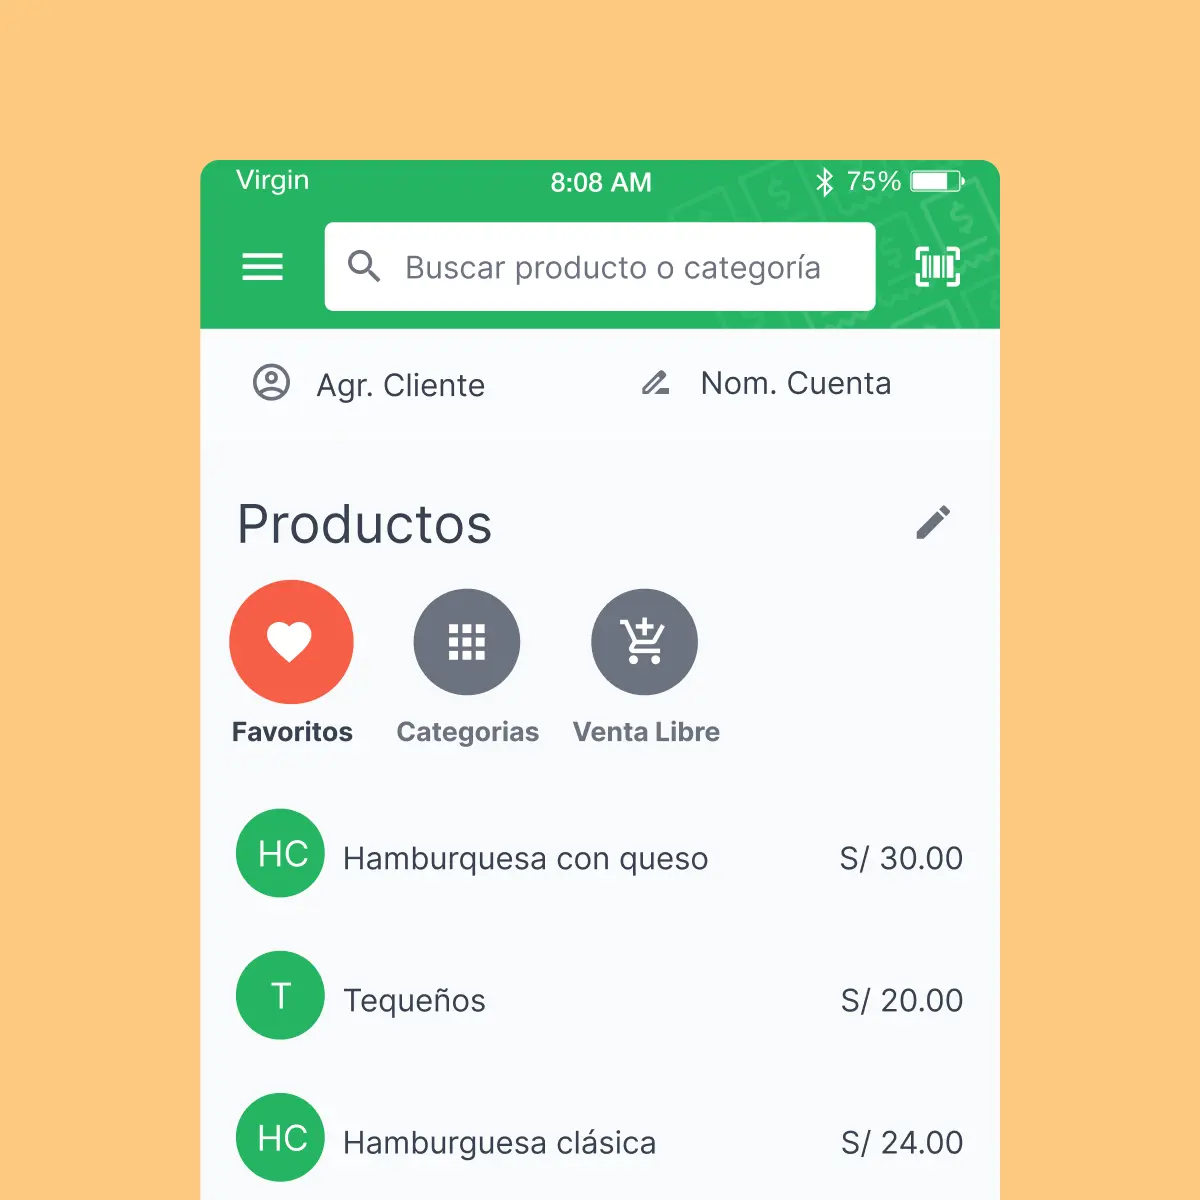 Virgin 8:08 AM 75%
Buscar producto o categoría
Agr. Cliente Nom. Cuenta
Productos
Favoritos Categorias Venta Libre
HC Hamburquesa con queso S/ 30.00
T Tequeños S/ 20.00
HC Hamburguesa clásica S/ 24.00